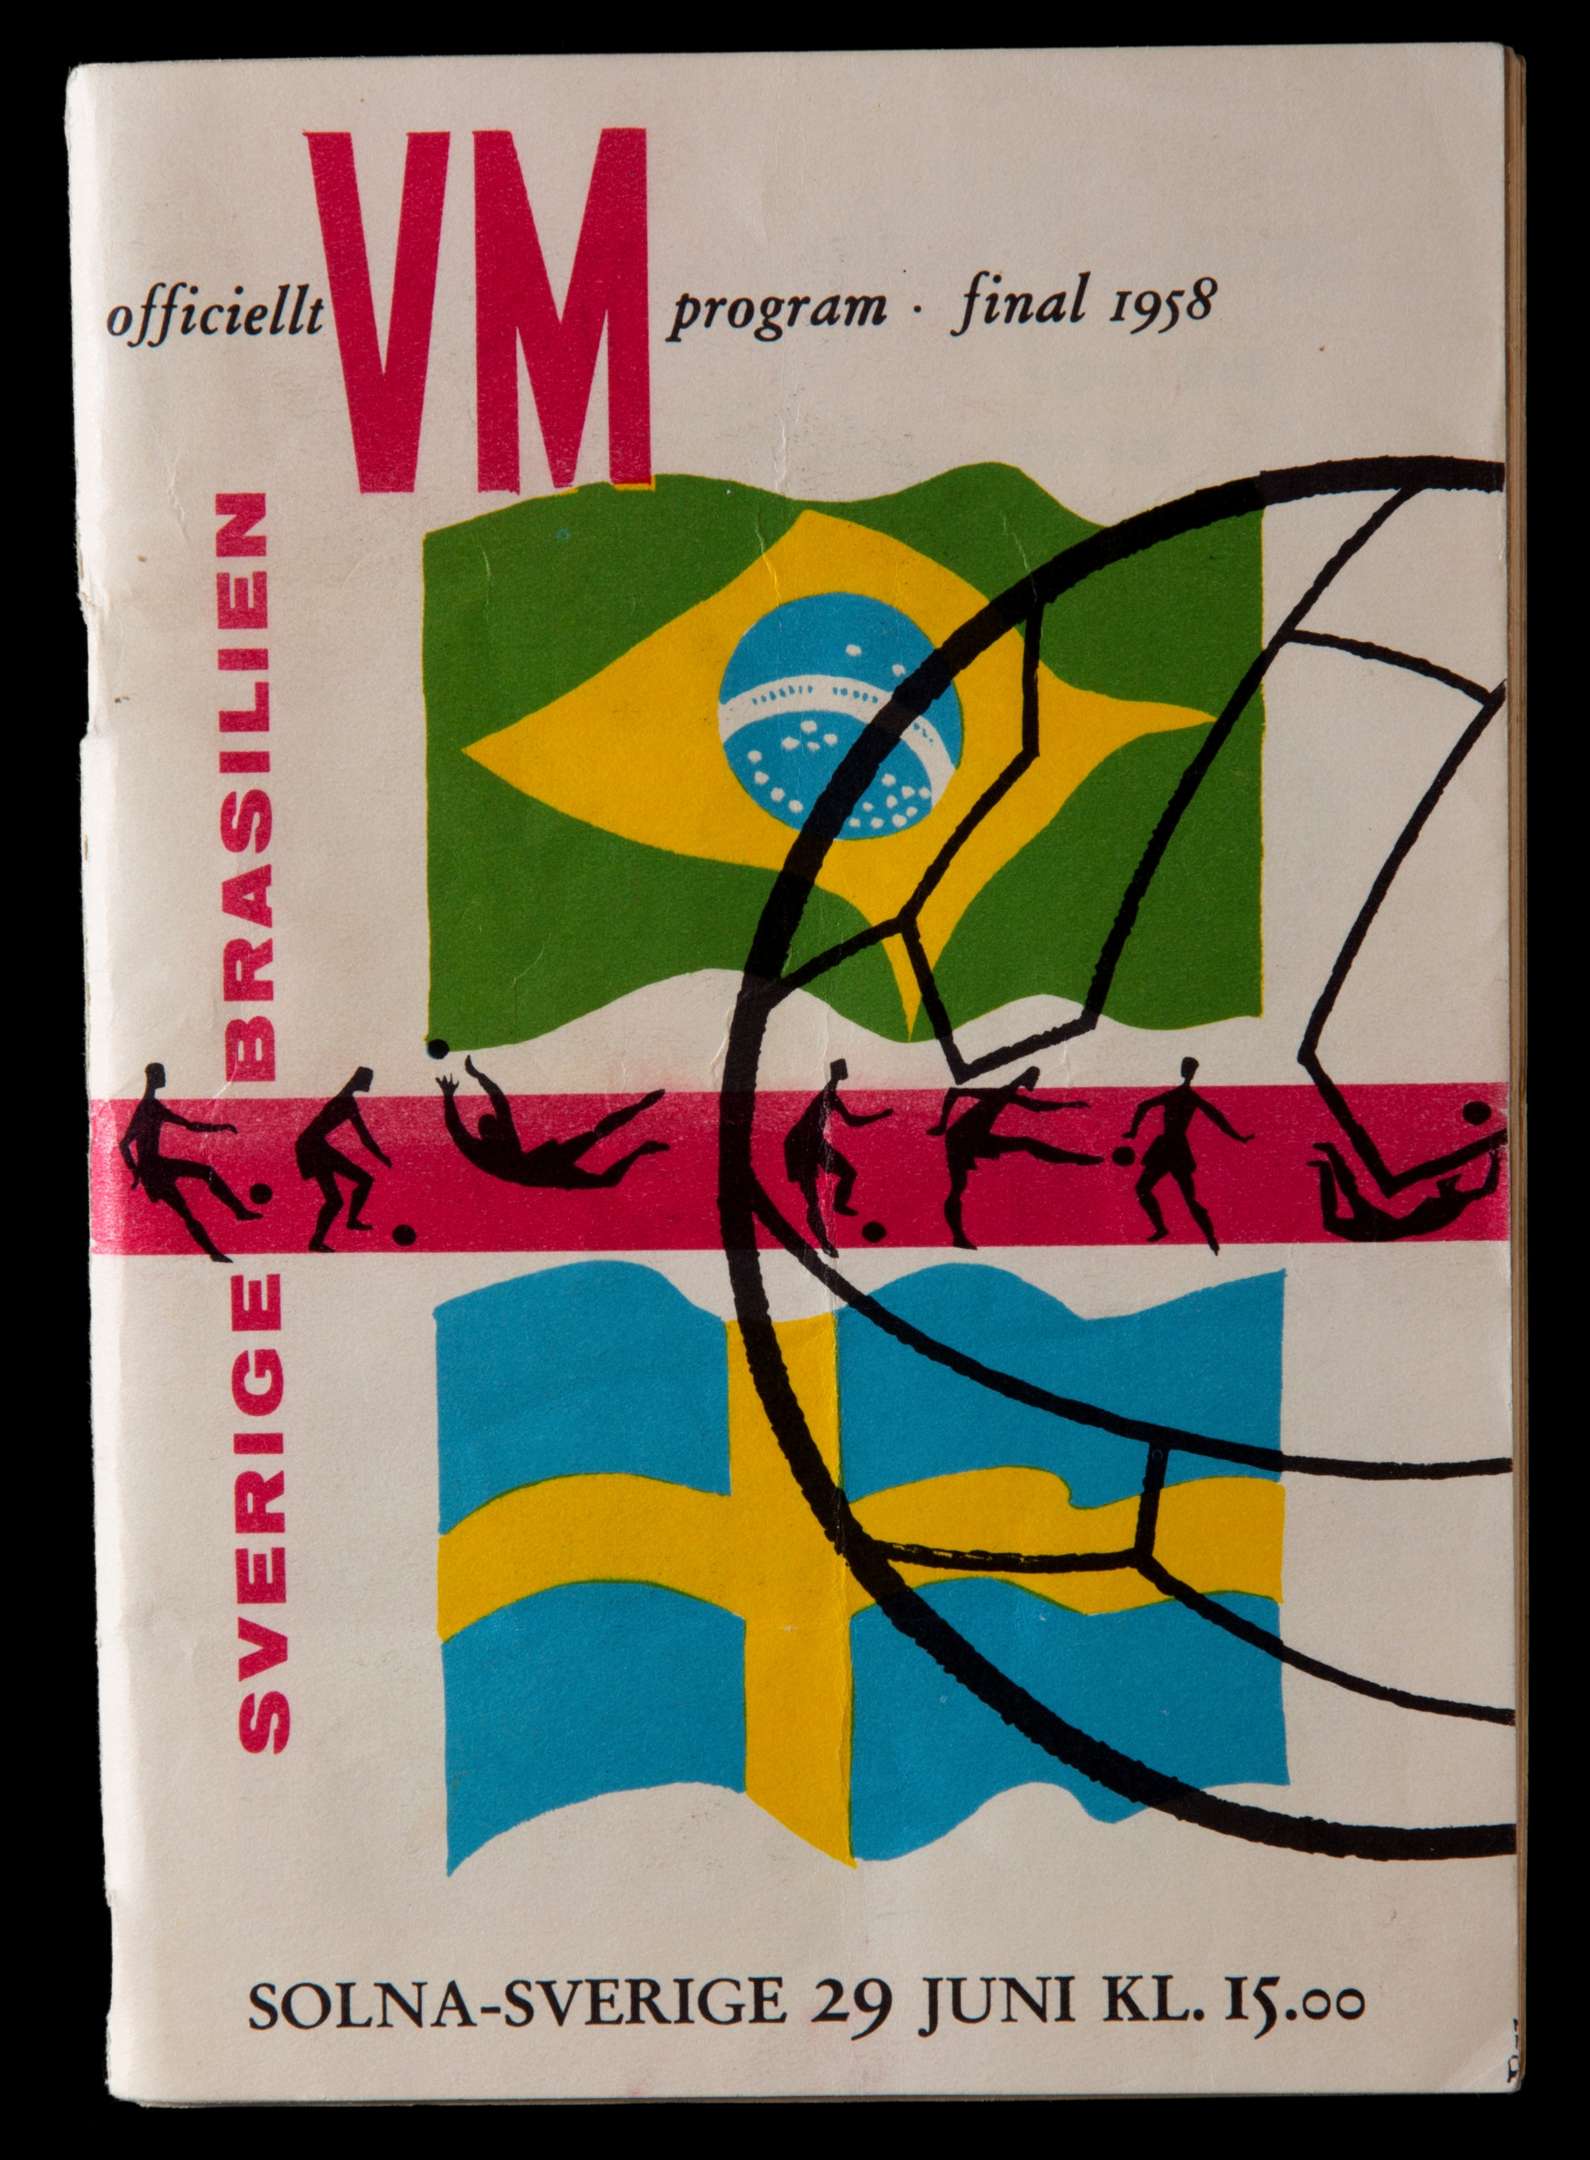 officiellt VM program · final 1958
BRASILIEN
SVERIGE
SOLNA-SVERIGE 29 JUNI KL. 15.00